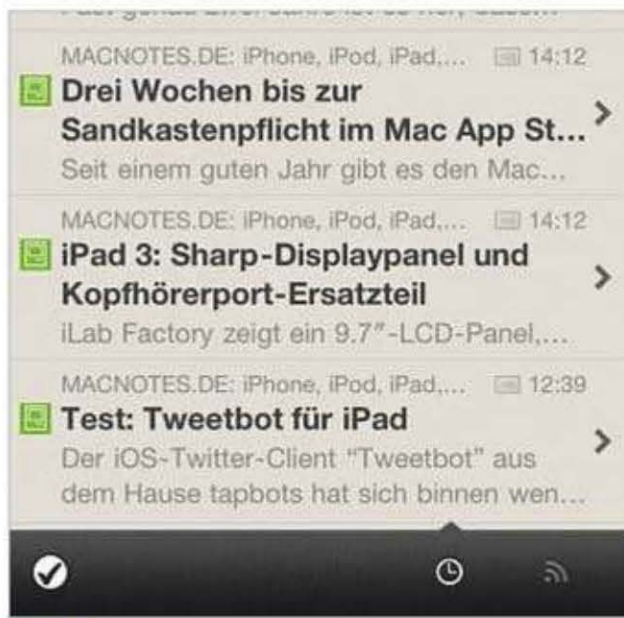 MACNOTES.DE: iPhone, iPod, iPad,... 14:12
Drei Wochen bis zur
Sandkastenpflicht im Mac App St...
Seit einem guten Jahr gibt es den Mac...
MACNOTES.DE: iPhone, iPod, iPad,... 14:12
iPad 3: Sharp-Displaypanel und
Kopfhörerport-Ersatzteil
iLab Factory zeigt ein 9.7″-LCD-Panel,...
MACNOTES.DE: iPhone, iPod, iPad,... 12:39
Test: Tweetbot für iPad
Der iOS-Twitter-Client “Tweetbot” aus
dem Hause tapbots hat sich binnen wen...